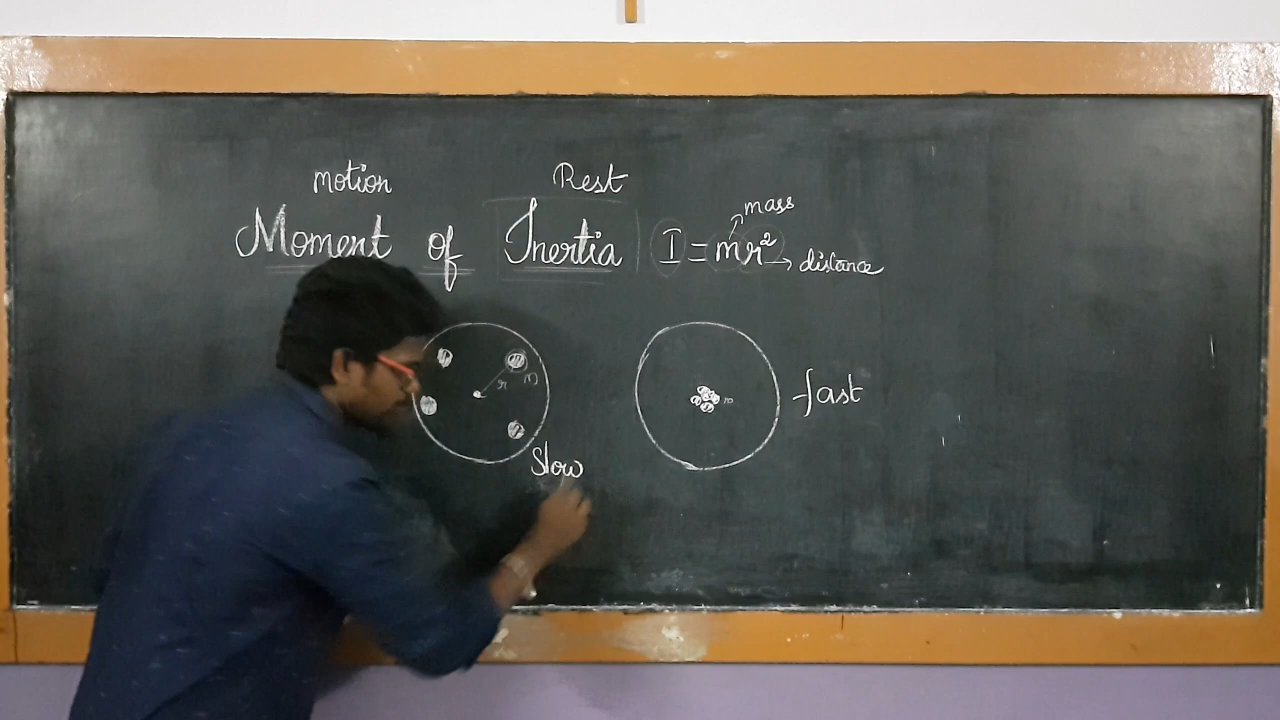 motion Rest
mass
Moment of Inertia I = mr²
distance
r m
m
fast
Slow